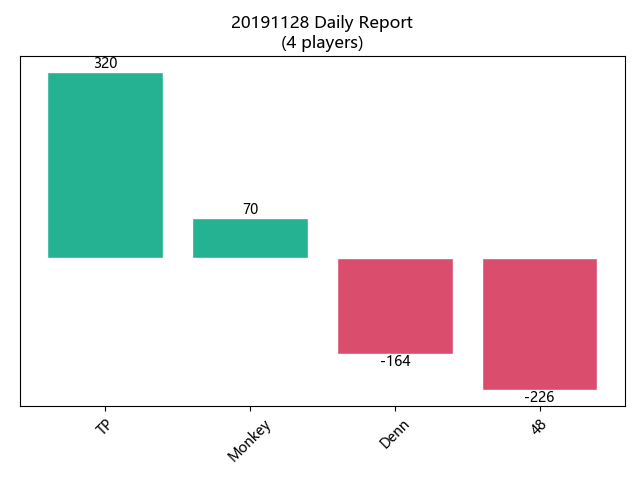 20191128 Daily Report
(4 players)
320
70
-164
-226
TP
Monkey
Denn
48